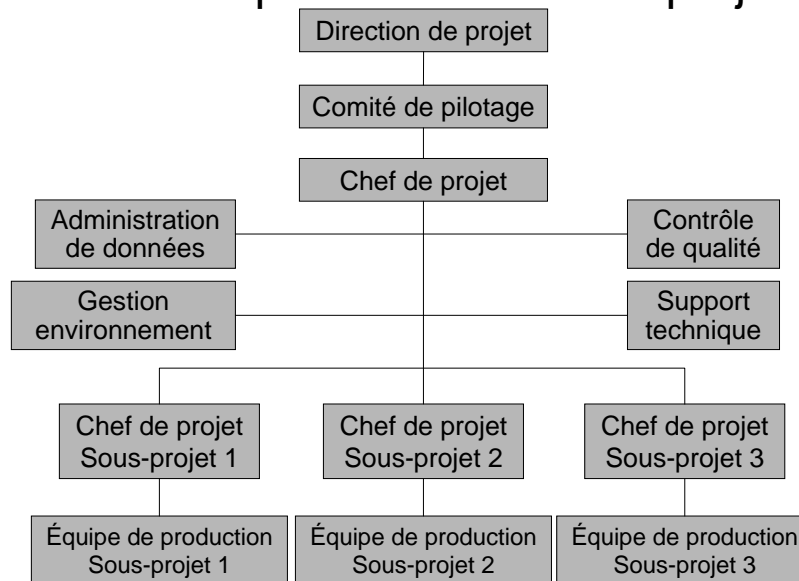 Direction de projet
Comité de pilotage
Chef de projet
Administration
de données
Contrôle
de qualité
Gestion
environnement
Support
technique
Chef de projet
Sous-projet 1
Chef de projet
Sous-projet 2
Chef de projet
Sous-projet 3
Équipe de production
Sous-projet 1
Équipe de production
Sous-projet 2
Équipe de production
Sous-projet 3